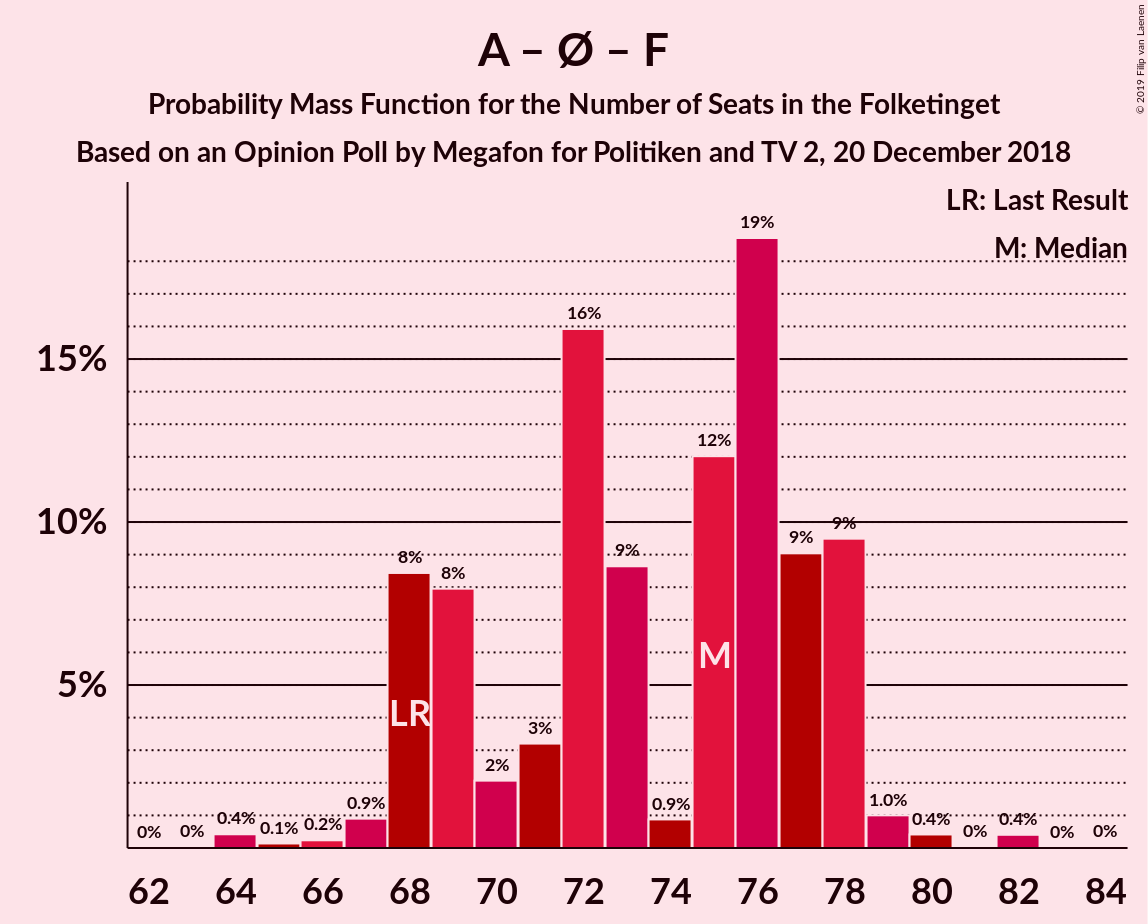 A – Ø – F
Probability Mass Function for the Number of Seats in the Folketinget
Based on an Opinion Poll by Megafon for Politiken and TV 2, 20 December 2018
© 2019 Filip van Laenen
LR: Last Result
M: Median
15%
10%
5%
0%
0%
0.4%
0.1%
0.2%
0.9%
8%
8%
2%
3%
16%
9%
0.9%
12%
19%
9%
9%
1.0%
0.4%
0%
0.4%
0%
0%
LR
M
62 64 66 68 70 72 74 76 78 80 82 84